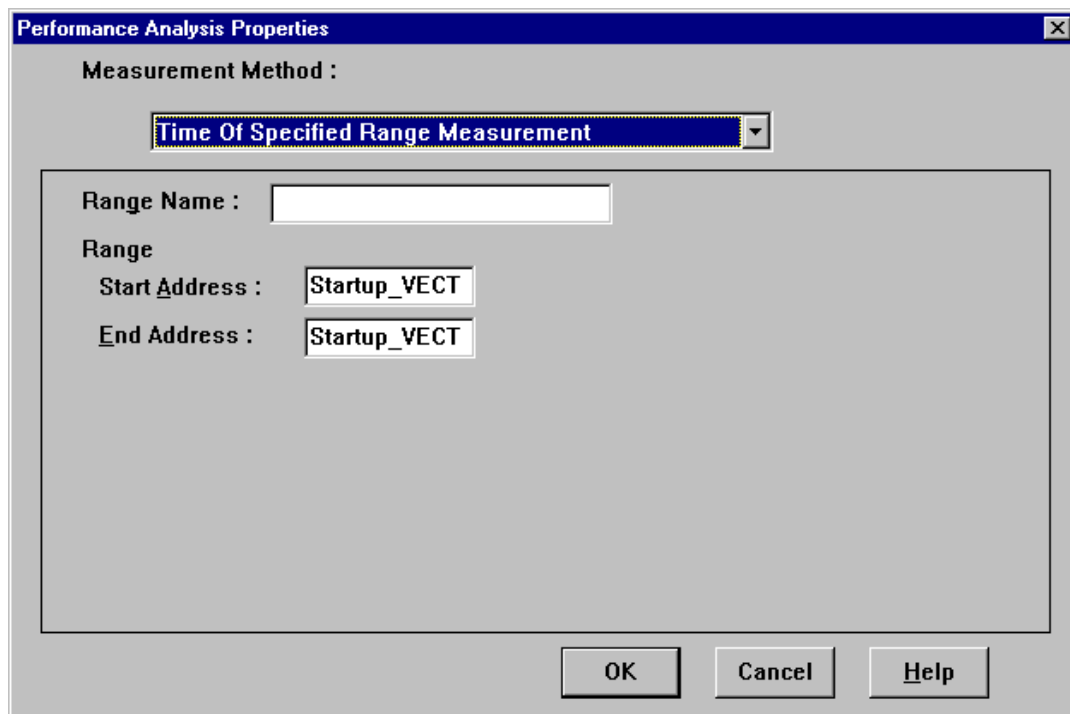 Performance Analysis Properties
Measurement Method :
Time Of Specified Range Measurement
Range Name :
Range
Start Address : Startup_VECT
End Address : Startup_VECT
OK Cancel Help